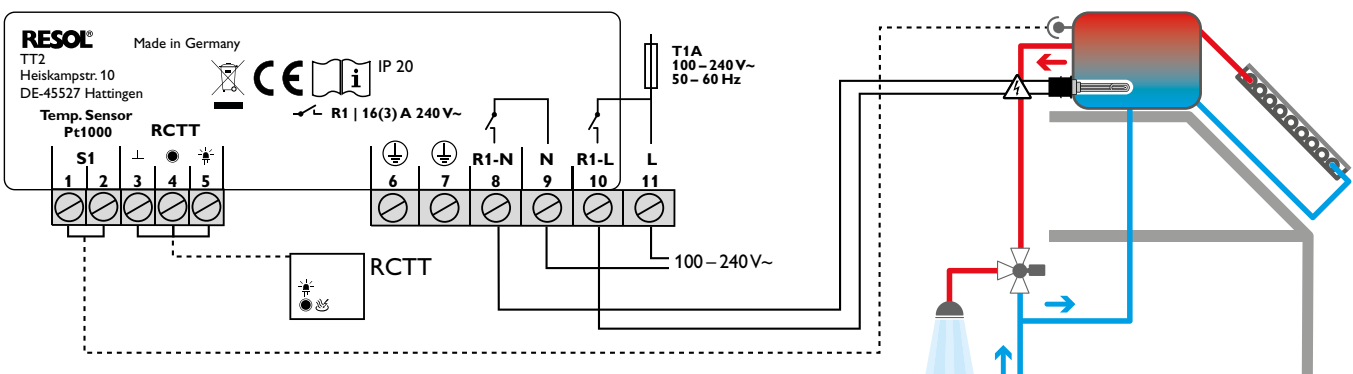 RESOL®
Made in Germany
TT2
Heiskampstr. 10
DE-45527 Hattingen
IP 20
R1 | 16(3) A 240 V~
T1A
100 – 240 V~
50 – 60 Hz
Temp. Sensor
Pt1000
RCTT
S1
R1-N N R1-L L
1 2 3 4 5 6 7 8 9 10 11
100 – 240 V~
RCTT